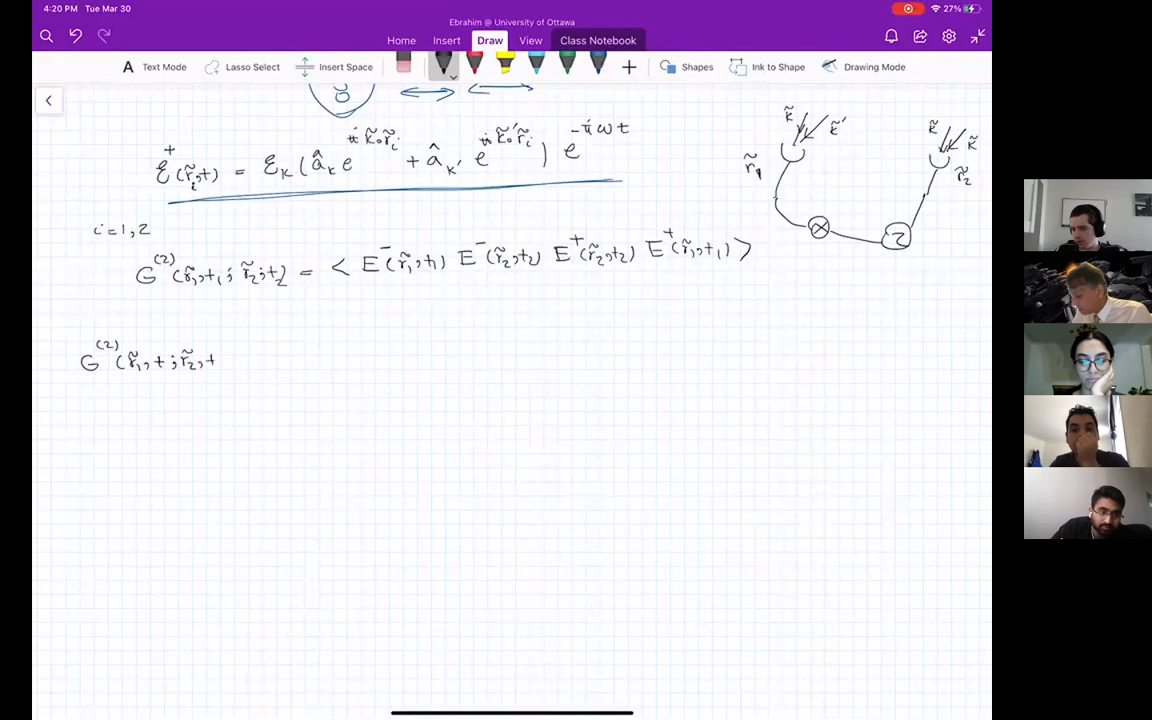 4:20 PM Tue Mar 30
27%
Ebrahim @ University of Ottawa
Home Insert Draw View Class Notebook
A Text Mode Lasso Select Insert Space Shapes Ink to Shape Drawing Mode
k̃ k̃′ k̃ k̃
r̃₁ r̃₂
ℰ⁺(r̃ᵢ,t) = ℰₖ(âₖ e^{i k̃·r̃ᵢ} + âₖ′ e^{i k̃′·r̃ᵢ}) e^{-iωt}
i=1,2
G⁽²⁾(r̃₁,t₁; r̃₂,t₂) = < E⁻(r̃₁,t₁) E⁻(r̃₂,t₂) E⁺(r̃₂,t₂) E⁺(r̃₁,t₁) >
G⁽²⁾(r̃₁,t; r̃₂,t